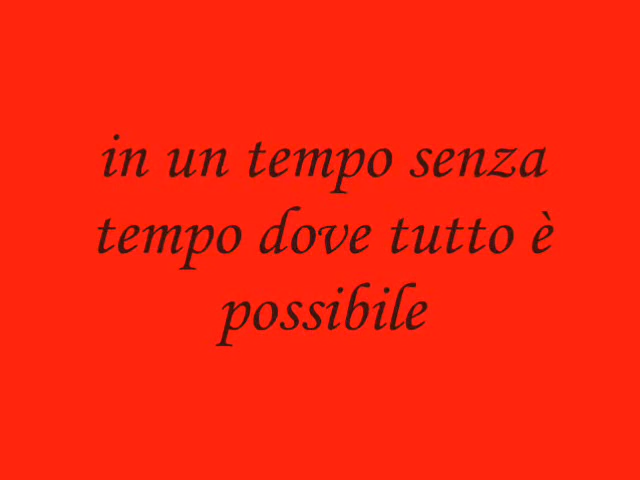 in un tempo senza
tempo dove tutto è
possibile